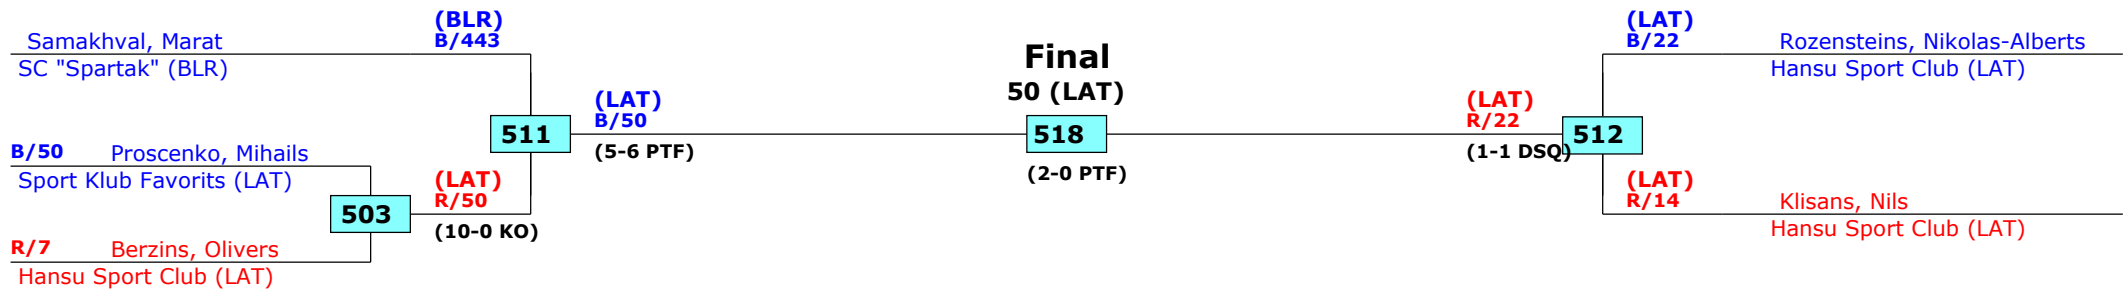 (BLR)
B/443
Samakhval, Marat
SC "Spartak" (BLR)
B/50 Proscenko, Mihails
Sport Klub Favorits (LAT)
503
R/7 Berzins, Olivers
Hansu Sport Club (LAT)
(LAT)
R/50
(10-0 KO)
511
(LAT)
B/50
(5-6 PTF)
Final
50 (LAT)
518
(2-0 PTF)
(LAT)
R/22
(1-1 DSQ)
512
(LAT)
B/22
Rozensteins, Nikolas-Alberts
Hansu Sport Club (LAT)
(LAT)
R/14
Klisans, Nils
Hansu Sport Club (LAT)